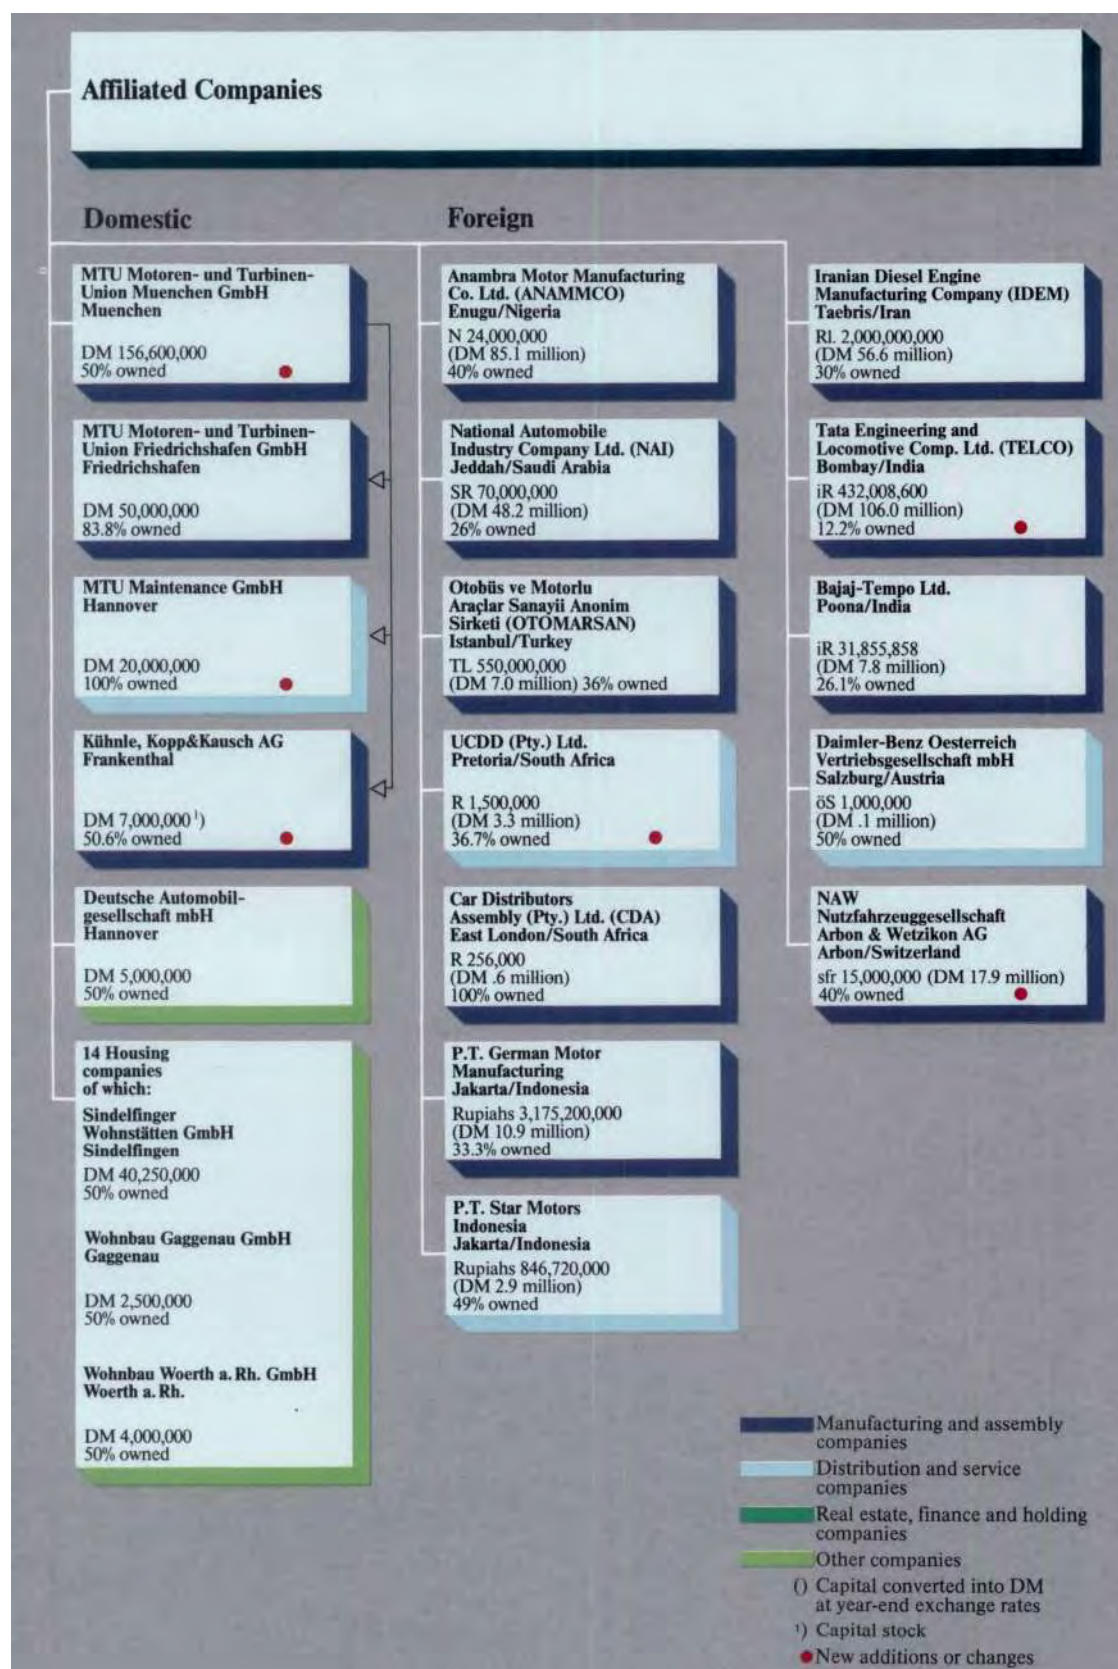 Affiliated Companies
Domestic
MTU Motoren- und Turbinen-
Union Muenchen GmbH
Muenchen
DM 156,600,000
50% owned
MTU Motoren- und Turbinen-
Union Friedrichshafen GmbH
Friedrichshafen
DM 50,000,000
83.8% owned
MTU Maintenance GmbH
Hannover
DM 20,000,000
100% owned
Kühnle, Kopp&Kausch AG
Frankenthal
DM 7,000,000 ¹)
50.6% owned
Deutsche Automobil-
gesellschaft mbH
Hannover
DM 5,000,000
50% owned
14 Housing
companies
of which:
Sindelfinger
Wohnstätten GmbH
Sindelfingen
DM 40,250,000
50% owned
Wohnbau Gaggenau GmbH
Gaggenau
DM 2,500,000
50% owned
Wohnbau Woerth a. Rh. GmbH
Woerth a. Rh.
DM 4,000,000
50% owned
Foreign
Anambra Motor Manufacturing
Co. Ltd. (ANAMMCO)
Enugu/Nigeria
N 24,000,000
(DM 85.1 million)
40% owned
National Automobile
Industry Company Ltd. (NAI)
Jeddah/Saudi Arabia
SR 70,000,000
(DM 48.2 million)
26% owned
Otobüs ve Motorlu
Araçlar Sanayii Anonim
Sirketi (OTOMARSAN)
Istanbul/Turkey
TL 550,000,000
(DM 7.0 million) 36% owned
UCDD (Pty.) Ltd.
Pretoria/South Africa
R 1,500,000
(DM 3.3 million)
36.7% owned
Car Distributors
Assembly (Pty.) Ltd. (CDA)
East London/South Africa
R 256,000
(DM .6 million)
100% owned
P.T. German Motor
Manufacturing
Jakarta/Indonesia
Rupiahs 3,175,200,000
(DM 10.9 million)
33.3% owned
P.T. Star Motors
Indonesia
Jakarta/Indonesia
Rupiahs 846,720,000
(DM 2.9 million)
49% owned
Iranian Diesel Engine
Manufacturing Company (IDEM)
Taebris/Iran
Rl. 2,000,000,000
(DM 56.6 million)
30% owned
Tata Engineering and
Locomotive Comp. Ltd. (TELCO)
Bombay/India
iR 432,008,600
(DM 106.0 million)
12.2% owned
Bajaj-Tempo Ltd.
Poona/India
iR 31,855,858
(DM 7.8 million)
26.1% owned
Daimler-Benz Oesterreich
Vertriebsgesellschaft mbH
Salzburg/Austria
öS 1,000,000
(DM .1 million)
50% owned
NAW
Nutzfahrzeuggesellschaft
Arbon & Wetzikon AG
Arbon/Switzerland
sfr 15,000,000 (DM 17.9 million)
40% owned
Manufacturing and assembly
companies
Distribution and service
companies
Real estate, finance and holding
companies
Other companies
() Capital converted into DM
at year-end exchange rates
¹) Capital stock
New additions or changes